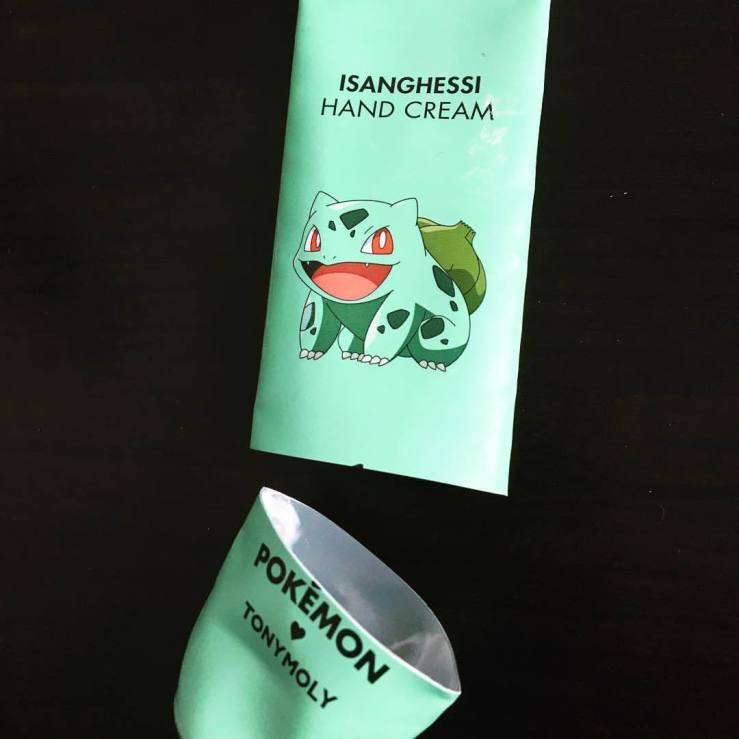 ISANGHESSI
HAND CREAM
POKÉMON
♥
TONYMOLY